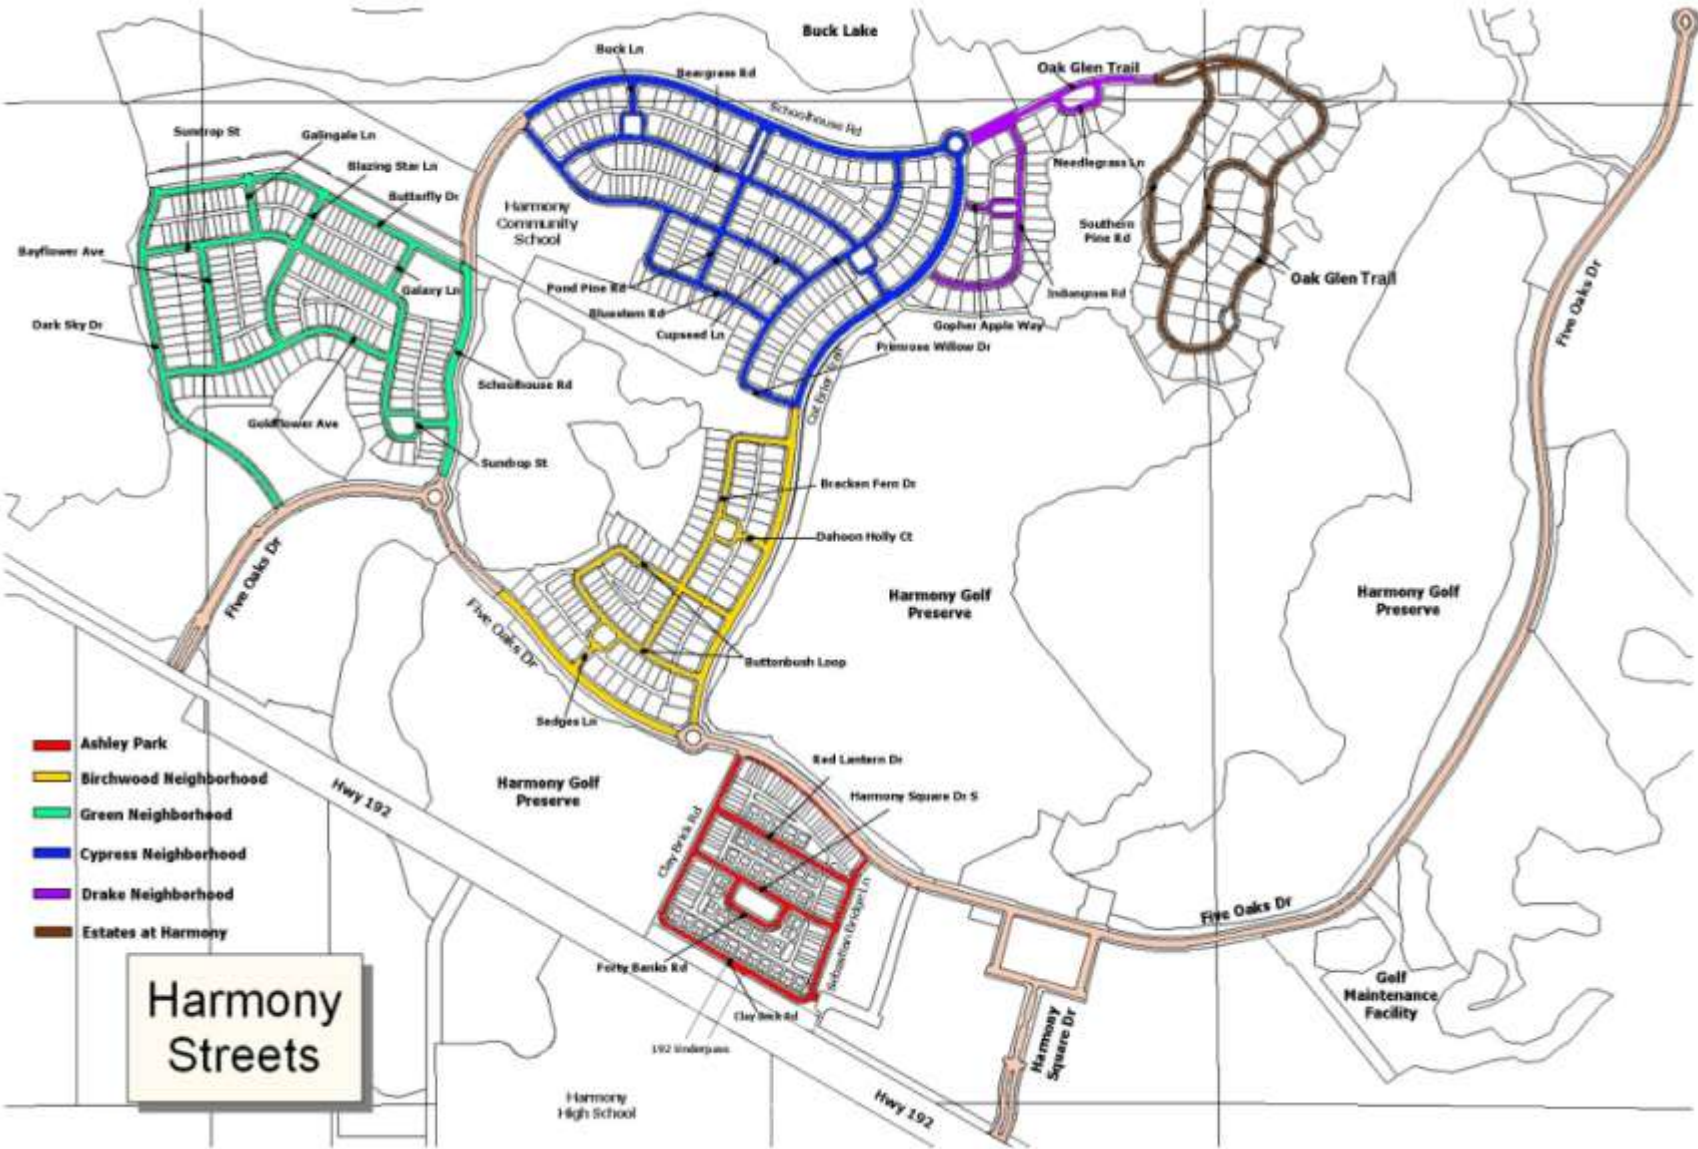 Buck Lake
Buck Ln
Beargrass Rd
Oak Glen Trail
Schoolhouse Rd
Sundrop St
Galingale Ln
Blazing Star Ln
Needlegrass Ln
Butterfly Dr
Harmony
Community
School
Southern
Pine Rd
Bayflower Ave
Galaxy Ln
Pond Pine Rd
Indiangrass Rd
Oak Glen Trail
Bluestem Rd
Dark Sky Dr
Cupseed Ln
Gopher Apple Way
Primrose Willow Dr
Five Oaks Dr
Schoolhouse Rd
Cat Brier Trail
Goldflower Ave
Sundrop St
Bracken Fern Dr
Dahoon Holly Ct
Five Oaks Dr
Five Oaks Dr
Harmony Golf
Preserve
Harmony Golf
Preserve
Buttonbush Loop
Sedges Ln
Ashley Park
Birchwood Neighborhood
Green Neighborhood
Cypress Neighborhood
Drake Neighborhood
Estates at Harmony
Hwy 192
Harmony Golf
Preserve
Red Lantern Dr
Harmony Square Dr S
Clay Brick Rd
Sebastian Bridge Ln
Five Oaks Dr
Forty Banks Rd
Clay Brick Rd
192 Underpass
Golf
Maintenance
Facility
Harmony
Square Dr
Harmony
Streets
Harmony
High School
Hwy 192